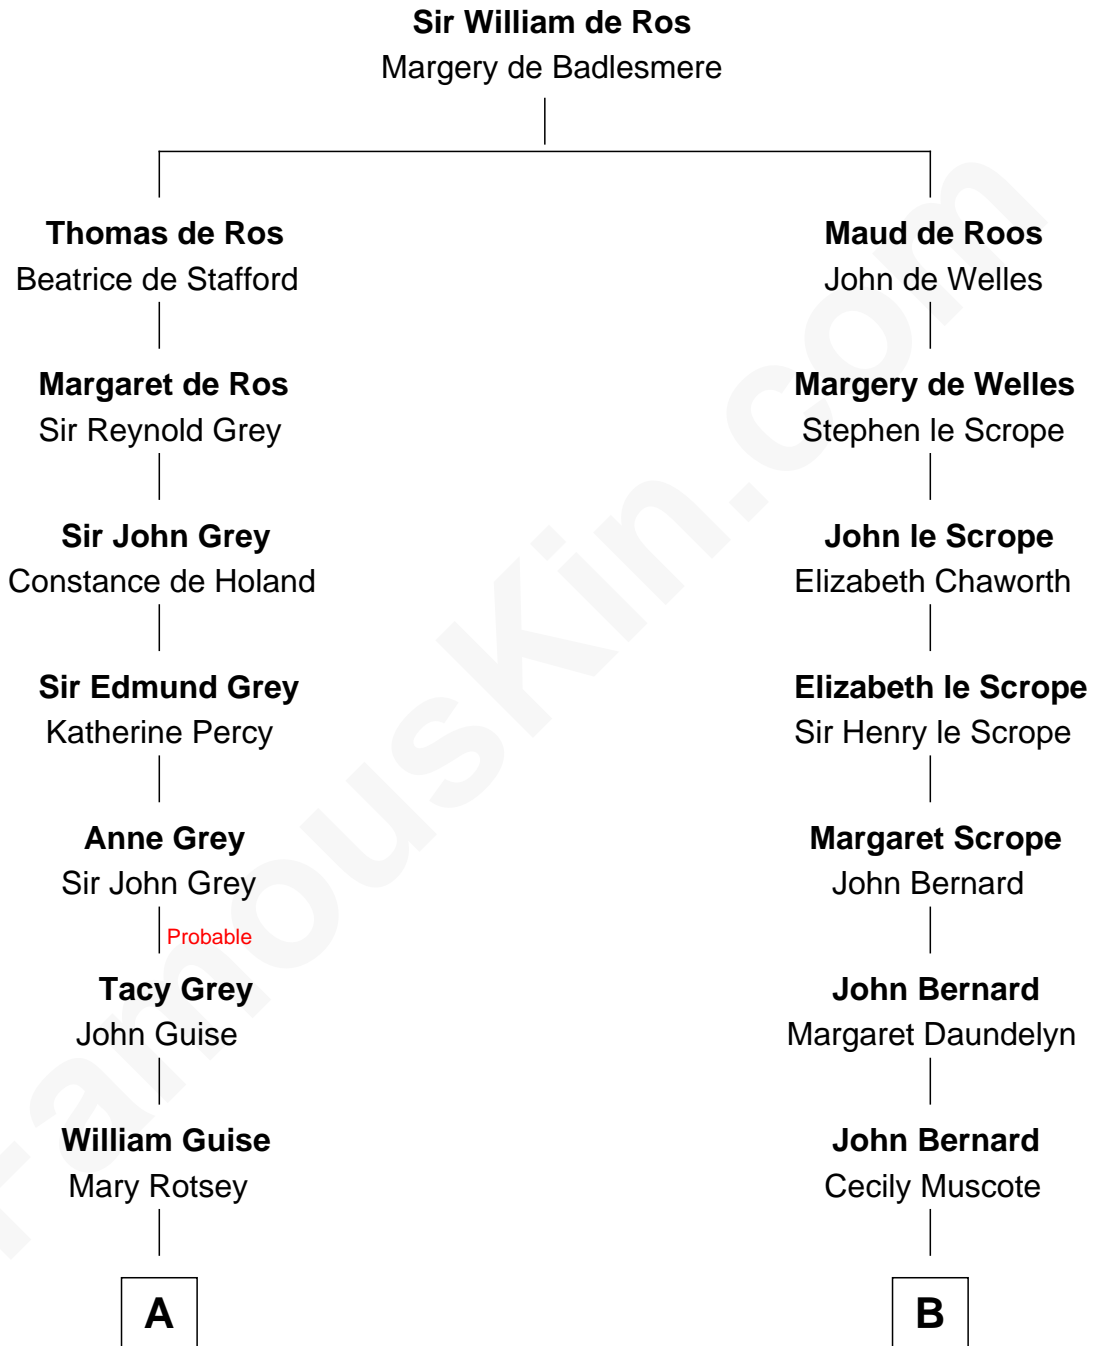 Sir William de Ros
Margery de Badlesmere
Thomas de Ros
Beatrice de Stafford
Maud de Roos
John de Welles
Margaret de Ros
Sir Reynold Grey
Margery de Welles
Stephen le Scrope
Sir John Grey
Constance de Holand
John le Scrope
Elizabeth Chaworth
Sir Edmund Grey
Katherine Percy
Elizabeth le Scrope
Sir Henry le Scrope
Anne Grey
Sir John Grey
Margaret Scrope
John Bernard
Probable
Tacy Grey
John Guise
John Bernard
Margaret Daundelyn
William Guise
Mary Rotsey
John Bernard
Cecily Muscote
A
B
FamousKin.com